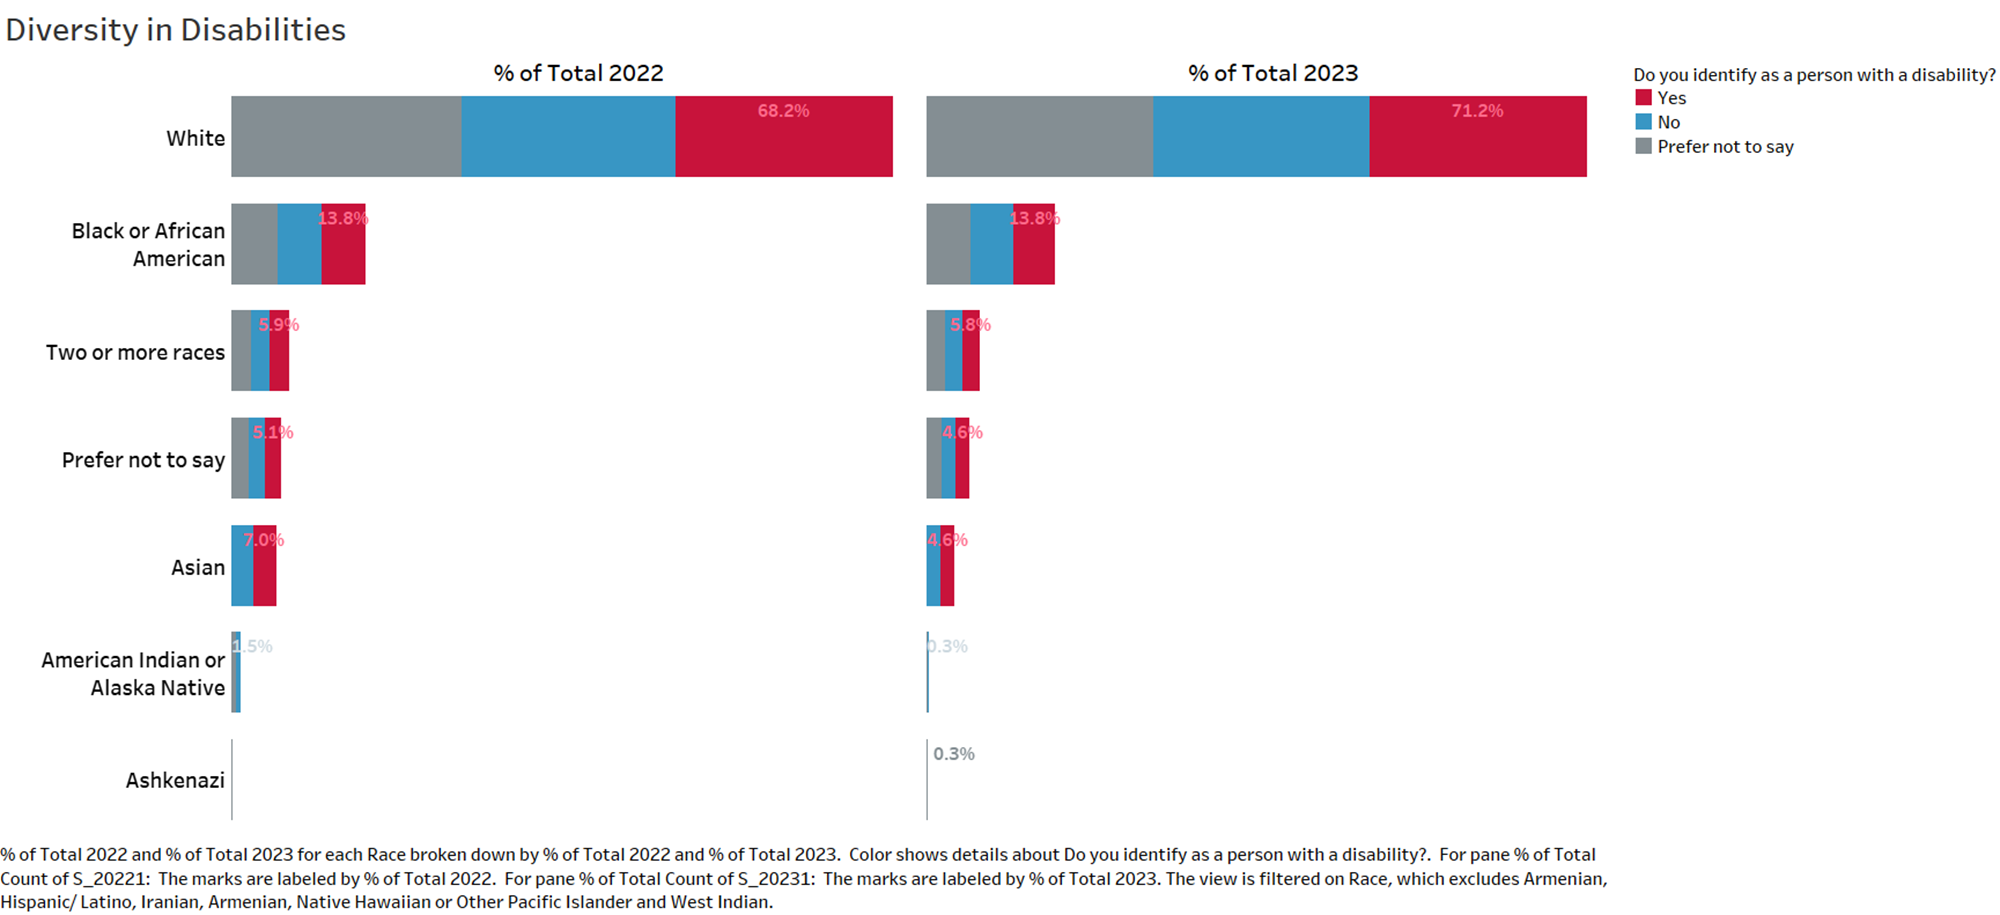 Diversity in Disabilities
% of Total 2022
% of Total 2023
Do you identify as a person with a disability?
Yes
No
Prefer not to say
White
68.2%
71.2%
Black or African
American
13.8%
13.8%
Two or more races
5.9%
5.8%
Prefer not to say
5.1%
4.6%
Asian
7.0%
4.6%
American Indian or
Alaska Native
1.5%
0.3%
Ashkenazi
0.3%
% of Total 2022 and % of Total 2023 for each Race broken down by % of Total 2022 and % of Total 2023.  Color shows details about Do you identify as a person with a disability?.  For pane % of Total
Count of S_20221:  The marks are labeled by % of Total 2022.  For pane % of Total Count of S_20231:  The marks are labeled by % of Total 2023. The view is filtered on Race, which excludes Armenian,
Hispanic/ Latino, Iranian, Armenian, Native Hawaiian or Other Pacific Islander and West Indian.